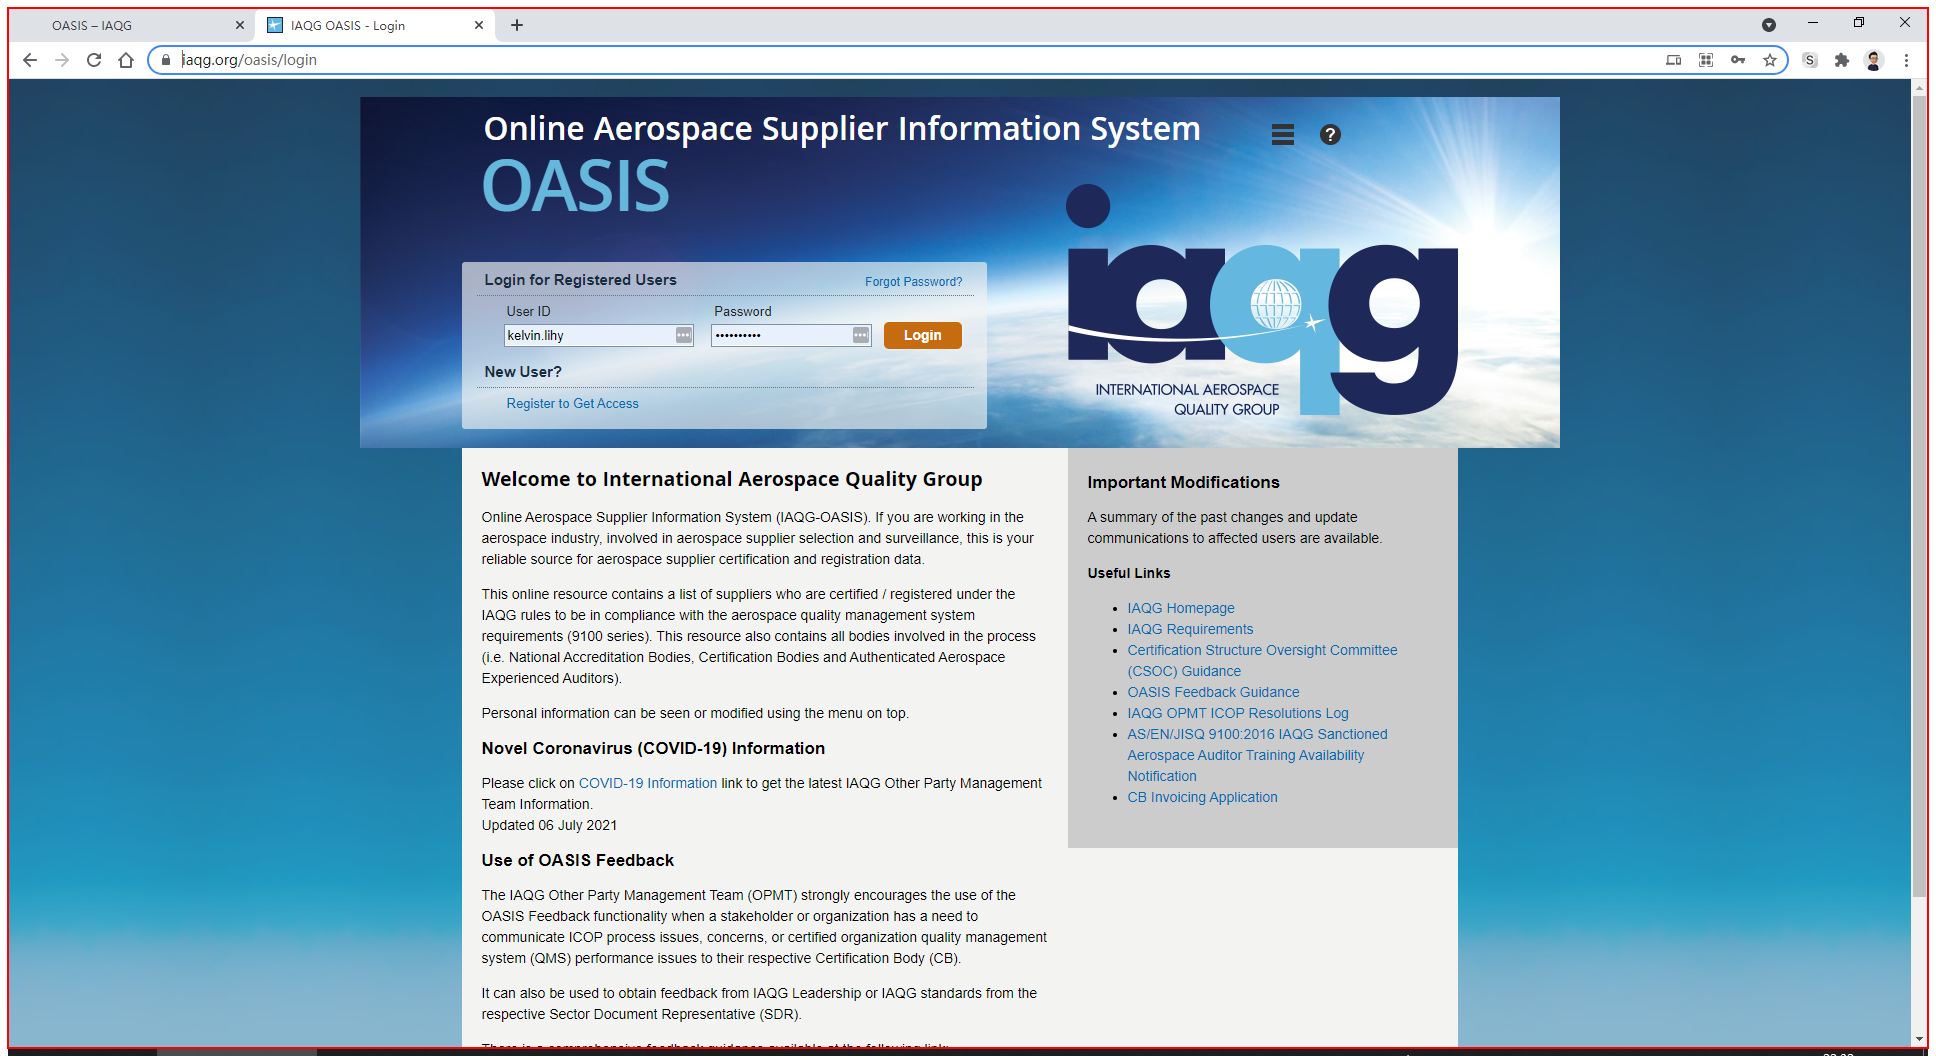 OASIS – IAQG
IAQG OASIS - Login
iaqg.org/oasis/login
S
Online Aerospace Supplier Information System
OASIS
?
Login for Registered Users
Forgot Password?
User ID
Password
kelvin.lihy
••••••••••
Login
New User?
Register to Get Access
iaqg
INTERNATIONAL AEROSPACE
QUALITY GROUP
Welcome to International Aerospace Quality Group
Online Aerospace Supplier Information System (IAQG-OASIS). If you are working in the
aerospace industry, involved in aerospace supplier selection and surveillance, this is your
reliable source for aerospace supplier certification and registration data.
This online resource contains a list of suppliers who are certified / registered under the
IAQG rules to be in compliance with the aerospace quality management system
requirements (9100 series). This resource also contains all bodies involved in the process
(i.e. National Accreditation Bodies, Certification Bodies and Authenticated Aerospace
Experienced Auditors).
Personal information can be seen or modified using the menu on top.
Novel Coronavirus (COVID-19) Information
Please click on COVID-19 Information link to get the latest IAQG Other Party Management
Team Information.
Updated 06 July 2021
Use of OASIS Feedback
The IAQG Other Party Management Team (OPMT) strongly encourages the use of the
OASIS Feedback functionality when a stakeholder or organization has a need to
communicate ICOP process issues, concerns, or certified organization quality management
system (QMS) performance issues to their respective Certification Body (CB).
It can also be used to obtain feedback from IAQG Leadership or IAQG standards from the
respective Sector Document Representative (SDR).
There is a comprehensive feedback guidance available at the following link:
Important Modifications
A summary of the past changes and update
communications to affected users are available.
Useful Links
IAQG Homepage
IAQG Requirements
Certification Structure Oversight Committee
(CSOC) Guidance
OASIS Feedback Guidance
IAQG OPMT ICOP Resolutions Log
AS/EN/JISQ 9100:2016 IAQG Sanctioned
Aerospace Auditor Training Availability
Notification
CB Invoicing Application